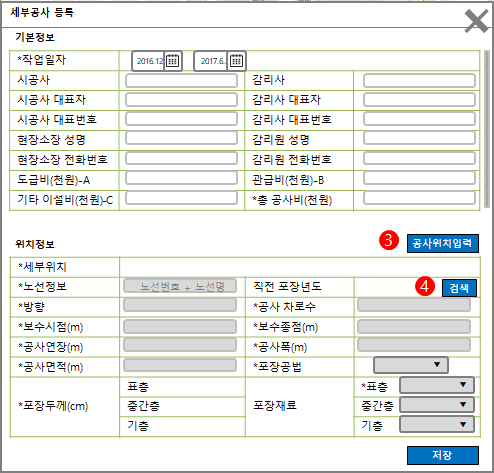 세부공사 등록
기본정보
*작업일자 2016.12 2017.6.
시공사 감리사
시공사 대표자 감리사 대표자
시공사 대표번호 감리사 대표번호
현장소장 성명 감리원 성명
현장소장 전화번호 감리원 전화번호
도급비(천원)-A 관급비(천원)-B
기타 이설비(천원)-C *총 공사비(천원)
위치정보 3 공사위치입력
*세부위치
*노선정보 노선번호 + 노선명 직전 포장년도 4 검색
*방향 *공사 차로수
*보수시점(m) *보수종점(m)
*공사연장(m) *공사폭(m)
*공사면적(m) *포장공법
*포장두께(cm) 표층 포장재료 *표층
중간층 중간층
기층 기층
저장